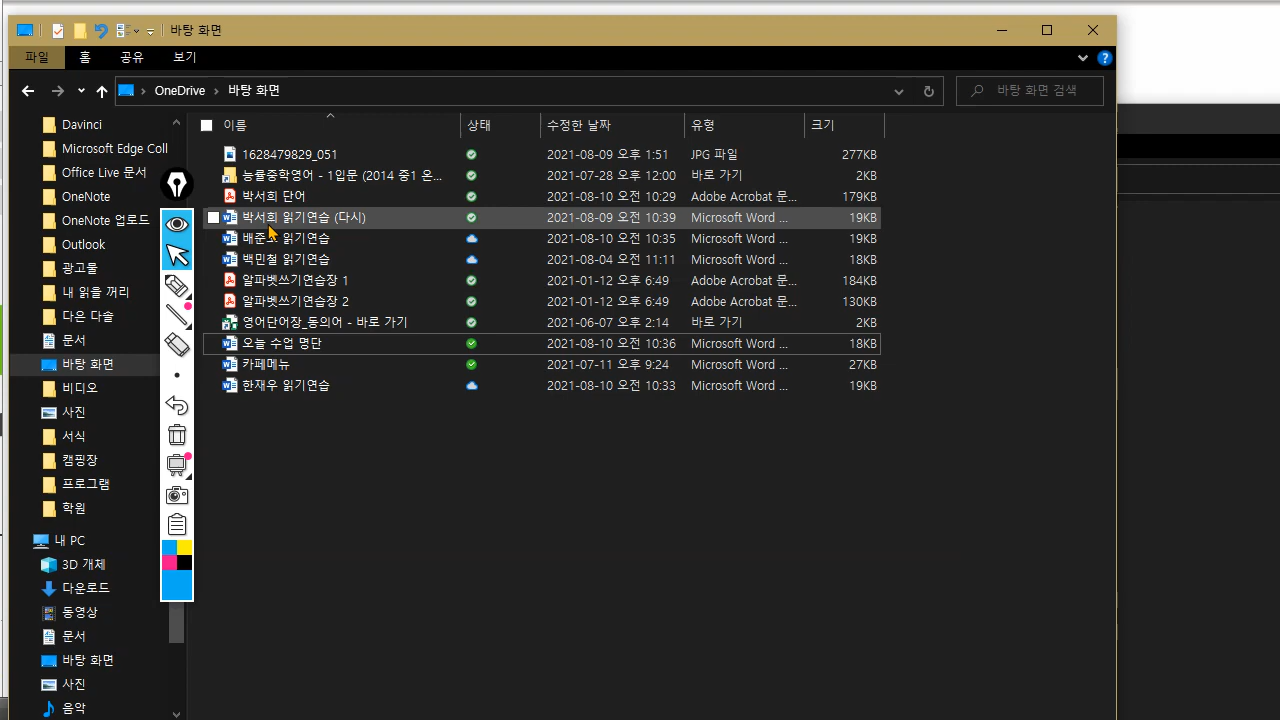 바탕 화면
파일 홈 공유 보기
OneDrive › 바탕 화면
바탕 화면 검색
이름 상태 수정한 날짜 유형 크기
1628479829_051 2021-08-09 오후 1:51 JPG 파일 277KB
능률중학영어 - 1입문 (2014 중1 온... 2021-07-28 오후 12:00 바로 가기 2KB
박서희 단어 2021-08-10 오전 10:29 Adobe Acrobat 문... 179KB
박서희 읽기연습 (다시) 2021-08-09 오전 10:39 Microsoft Word ... 19KB
읽기연습 2021-08-10 오전 10:35 Microsoft Word ... 19KB
백민철 읽기연습 2021-08-04 오전 11:11 Microsoft Word ... 18KB
알파벳쓰기연습장 1 2021-01-12 오후 6:49 Adobe Acrobat 문... 184KB
알파벳쓰기연습장 2 2021-01-12 오후 6:49 Adobe Acrobat 문... 130KB
영어단어장_동의어 - 바로 가기 2021-06-07 오후 2:14 바로 가기 2KB
오늘 수업 명단 2021-08-10 오전 10:36 Microsoft Word ... 18KB
카페메뉴 2021-07-11 오후 9:24 Microsoft Word ... 27KB
한재우 읽기연습 2021-08-10 오전 10:33 Microsoft Word ... 19KB
Davinci
Microsoft Edge Coll
Office Live 문서
OneNote
OneNote 업로드
Outlook
광고물
내 읽을 꺼리
다은 다솔
문서
바탕 화면
비디오
사진
서식
캠핑장
프로그램
학원
내 PC
3D 개체
다운로드
동영상
문서
바탕 화면
사진
음악